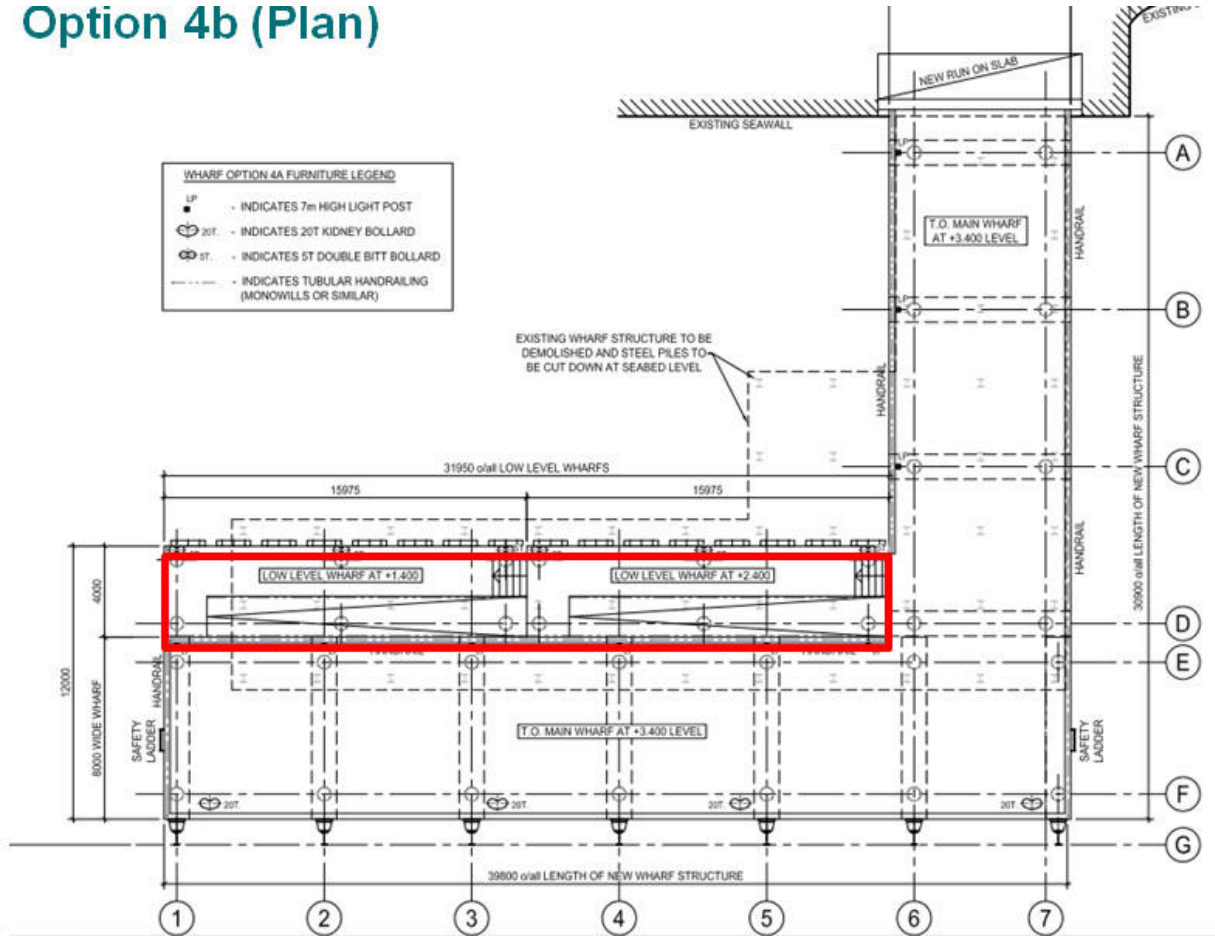 Option 4b (Plan)
EXISTING
NEW RUN ON SLAB
EXISTING SEAWALL
WHARF OPTION 4A FURNITURE LEGEND
LP
- INDICATES 7m HIGH LIGHT POST
20T. - INDICATES 20T KIDNEY BOLLARD
5T. - INDICATES 5T DOUBLE BITT BOLLARD
- INDICATES TUBULAR HANDRAILING
(MONOWILLS OR SIMILAR)
LP
A
T.O. MAIN WHARF
AT +3.400 LEVEL
HANDRAIL
LP
B
EXISTING WHARF STRUCTURE TO BE
DEMOLISHED AND STEEL PILES TO
BE CUT DOWN AT SEABED LEVEL
HANDRAIL
30900 o/all LENGTH OF NEW WHARF STRUCTURE
LP
C
31950 o/all LOW LEVEL WHARFS
15975
15975
HANDRAIL
4000
LOW LEVEL WHARF AT +1.400
LOW LEVEL WHARF AT +2.400
D
HANDRAIL
HANDRAIL
E
12000
8000 WIDE WHARF
HANDRAIL
SAFETY
LADDER
T.O. MAIN WHARF AT +3.400 LEVEL
SAFETY
LADDER
F
20T.
20T.
20T.
20T.
G
39800 o/all LENGTH OF NEW WHARF STRUCTURE
1
2
3
4
5
6
7